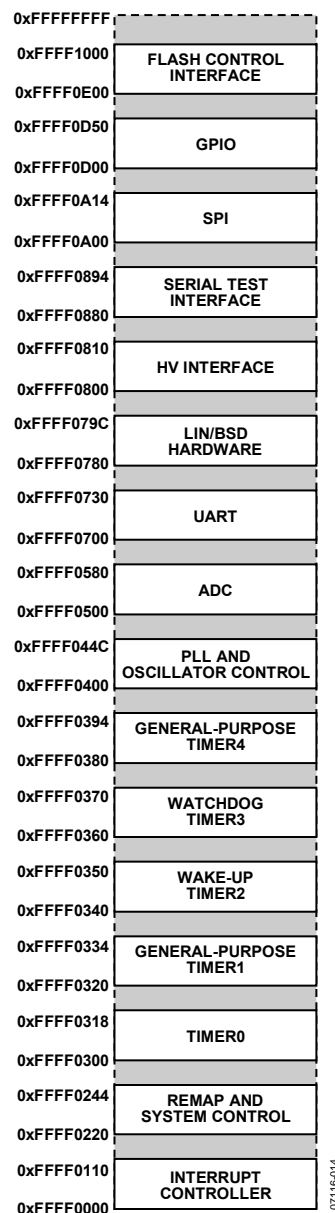 0xFFFFFFFF
0xFFFF1000
FLASH CONTROL
INTERFACE
0xFFFF0E00
0xFFFF0D50
GPIO
0xFFFF0D00
0xFFFF0A14
SPI
0xFFFF0A00
0xFFFF0894
SERIAL TEST
INTERFACE
0xFFFF0880
0xFFFF0810
HV INTERFACE
0xFFFF0800
0xFFFF079C
LIN/BSD
HARDWARE
0xFFFF0780
0xFFFF0730
UART
0xFFFF0700
0xFFFF0580
ADC
0xFFFF0500
0xFFFF044C
PLL AND
OSCILLATOR CONTROL
0xFFFF0400
0xFFFF0394
GENERAL-PURPOSE
TIMER4
0xFFFF0380
0xFFFF0370
WATCHDOG
TIMER3
0xFFFF0360
0xFFFF0350
WAKE-UP
TIMER2
0xFFFF0340
0xFFFF0334
GENERAL-PURPOSE
TIMER1
0xFFFF0320
0xFFFF0318
TIMER0
0xFFFF0300
0xFFFF0244
REMAP AND
SYSTEM CONTROL
0xFFFF0220
0xFFFF0110
INTERRUPT
CONTROLLER
0xFFFF0000
07116-014